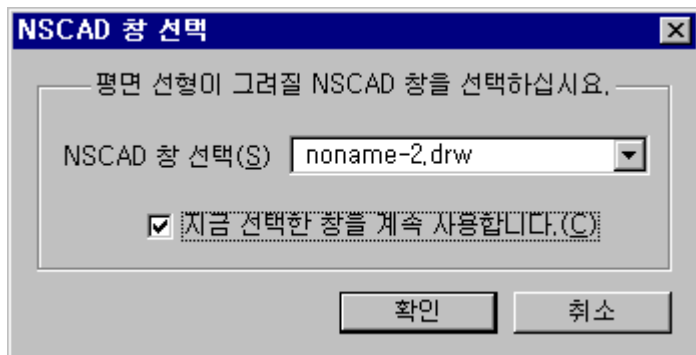 NSCAD 창 선택
평면 선형이 그려질 NSCAD 창을 선택하십시요.
NSCAD 창 선택(S) noname-2.drw
지금 선택한 창을 계속 사용합니다.(C)
확인 취소